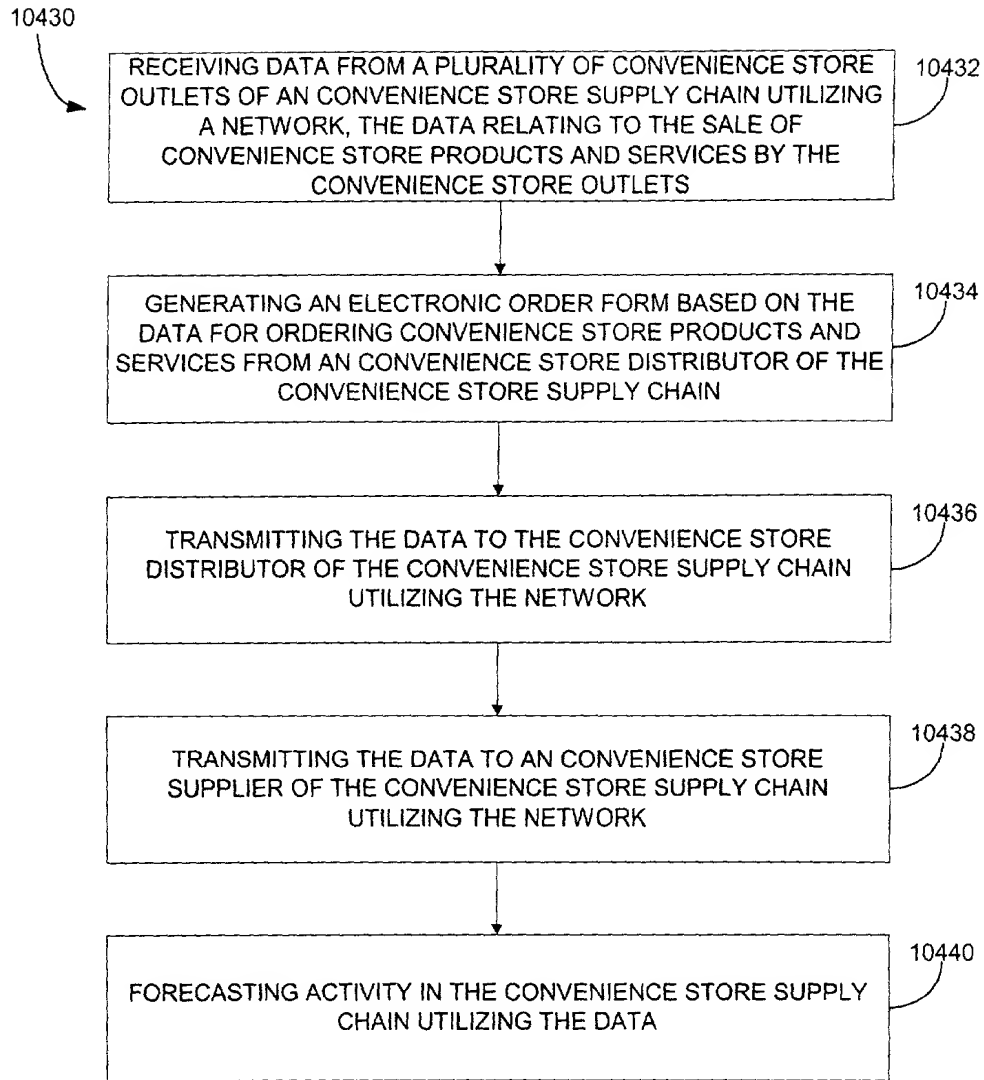 10430
RECEIVING DATA FROM A PLURALITY OF CONVENIENCE STORE
OUTLETS OF AN CONVENIENCE STORE SUPPLY CHAIN UTILIZING
A NETWORK, THE DATA RELATING TO THE SALE OF
CONVENIENCE STORE PRODUCTS AND SERVICES BY THE
CONVENIENCE STORE OUTLETS
10432
GENERATING AN ELECTRONIC ORDER FORM BASED ON THE
DATA FOR ORDERING CONVENIENCE STORE PRODUCTS AND
SERVICES FROM AN CONVENIENCE STORE DISTRIBUTOR OF THE
CONVENIENCE STORE SUPPLY CHAIN
10434
TRANSMITTING THE DATA TO THE CONVENIENCE STORE
DISTRIBUTOR OF THE CONVENIENCE STORE SUPPLY CHAIN
UTILIZING THE NETWORK
10436
TRANSMITTING THE DATA TO AN CONVENIENCE STORE
SUPPLIER OF THE CONVENIENCE STORE SUPPLY CHAIN
UTILIZING THE NETWORK
10438
FORECASTING ACTIVITY IN THE CONVENIENCE STORE SUPPLY
CHAIN UTILIZING THE DATA
10440